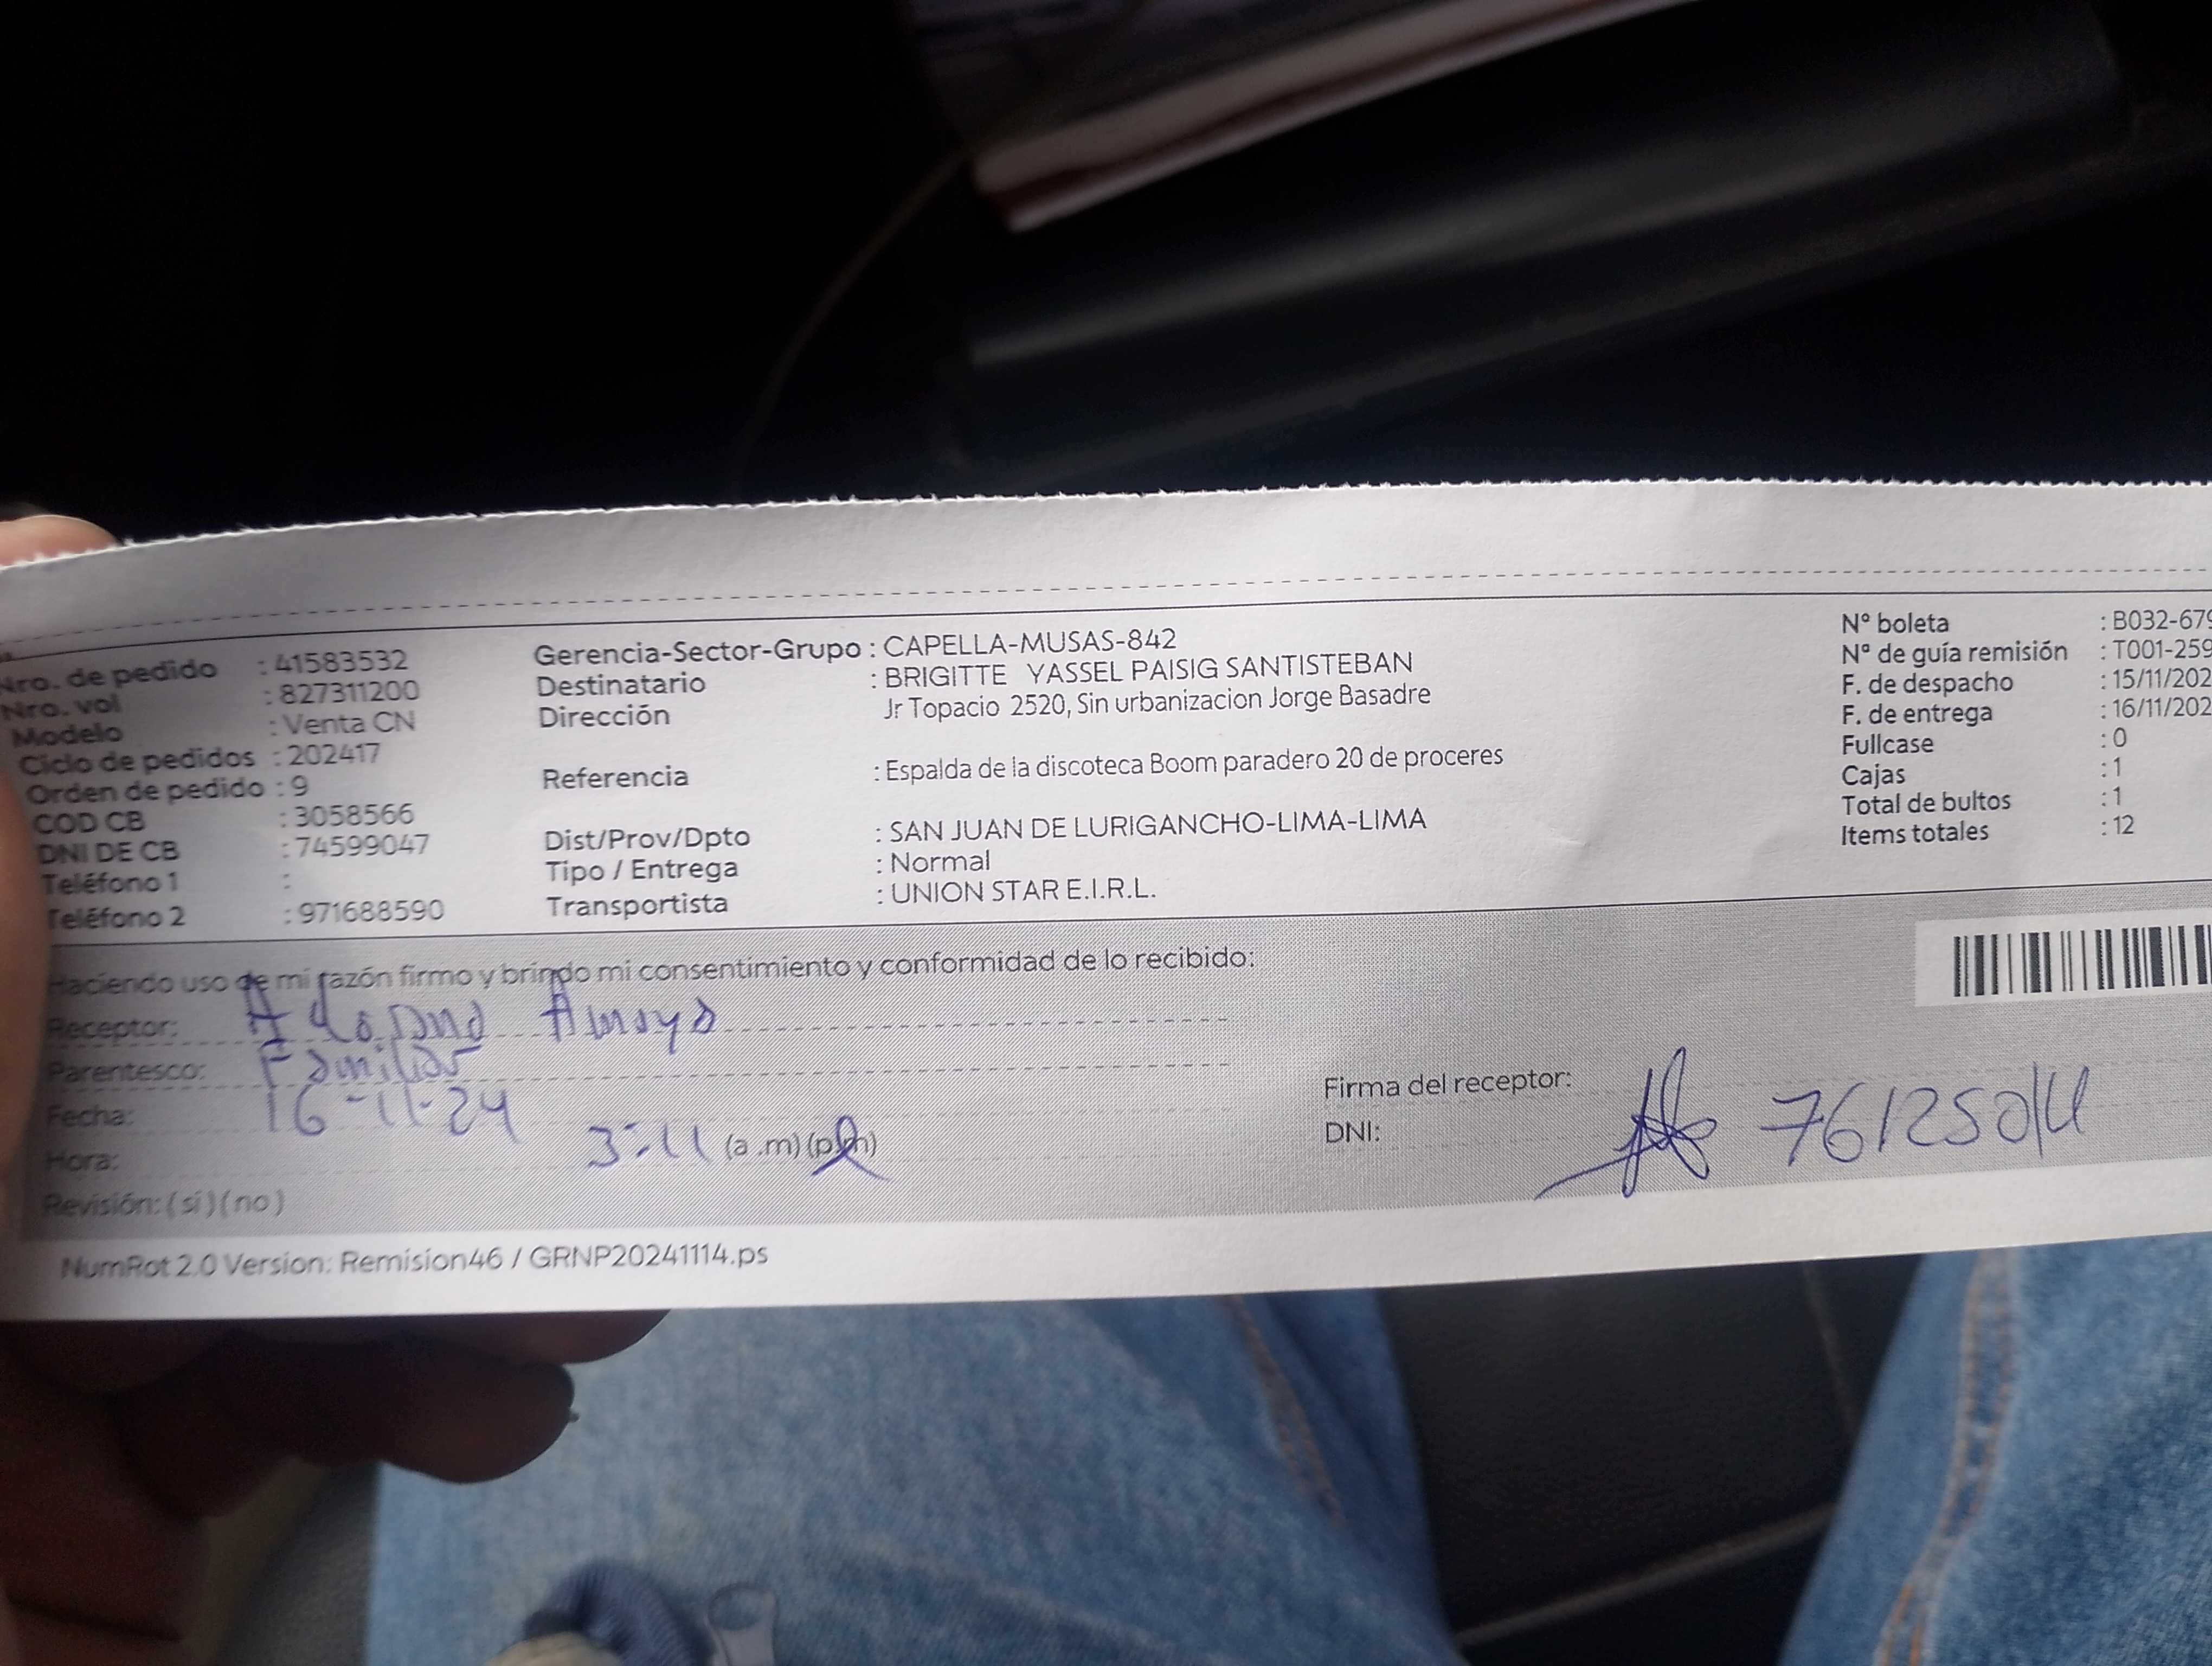 Nro. de pedido : 41583532
Nro. vol : 827311200
Modelo : Venta CN
Ciclo de pedidos : 202417
Orden de pedido : 9
COD CB : 3058566
DNI DE CB : 74599047
Teléfono 1 :
Teléfono 2 : 971688590
Gerencia-Sector-Grupo : CAPELLA-MUSAS-842
Destinatario : BRIGITTE YASSEL PAISIG SANTISTEBAN
Dirección Jr Topacio 2520, Sin urbanizacion Jorge Basadre
Referencia : Espalda de la discoteca Boom paradero 20 de proceres
Dist/Prov/Dpto : SAN JUAN DE LURIGANCHO-LIMA-LIMA
Tipo / Entrega : Normal
Transportista : UNION STAR E.I.R.L.
N° boleta : B032-679
N° de guía remisión : T001-259
F. de despacho : 15/11/202
F. de entrega : 16/11/202
Fullcase : 0
Cajas : 1
Total de bultos : 1
Items totales : 12
Haciendo uso de mi razón firmo y brindo mi consentimiento y conformidad de lo recibido:
Receptor: Amaya
Parentesco: Familiar
Fecha: 16-11-24
Hora: 3:11 (a .m) (p.m)
Revisión: (si) (no)
Firma del receptor:
DNI:
NumRot 2.0 Version: Remision46 / GRNP20241114.ps